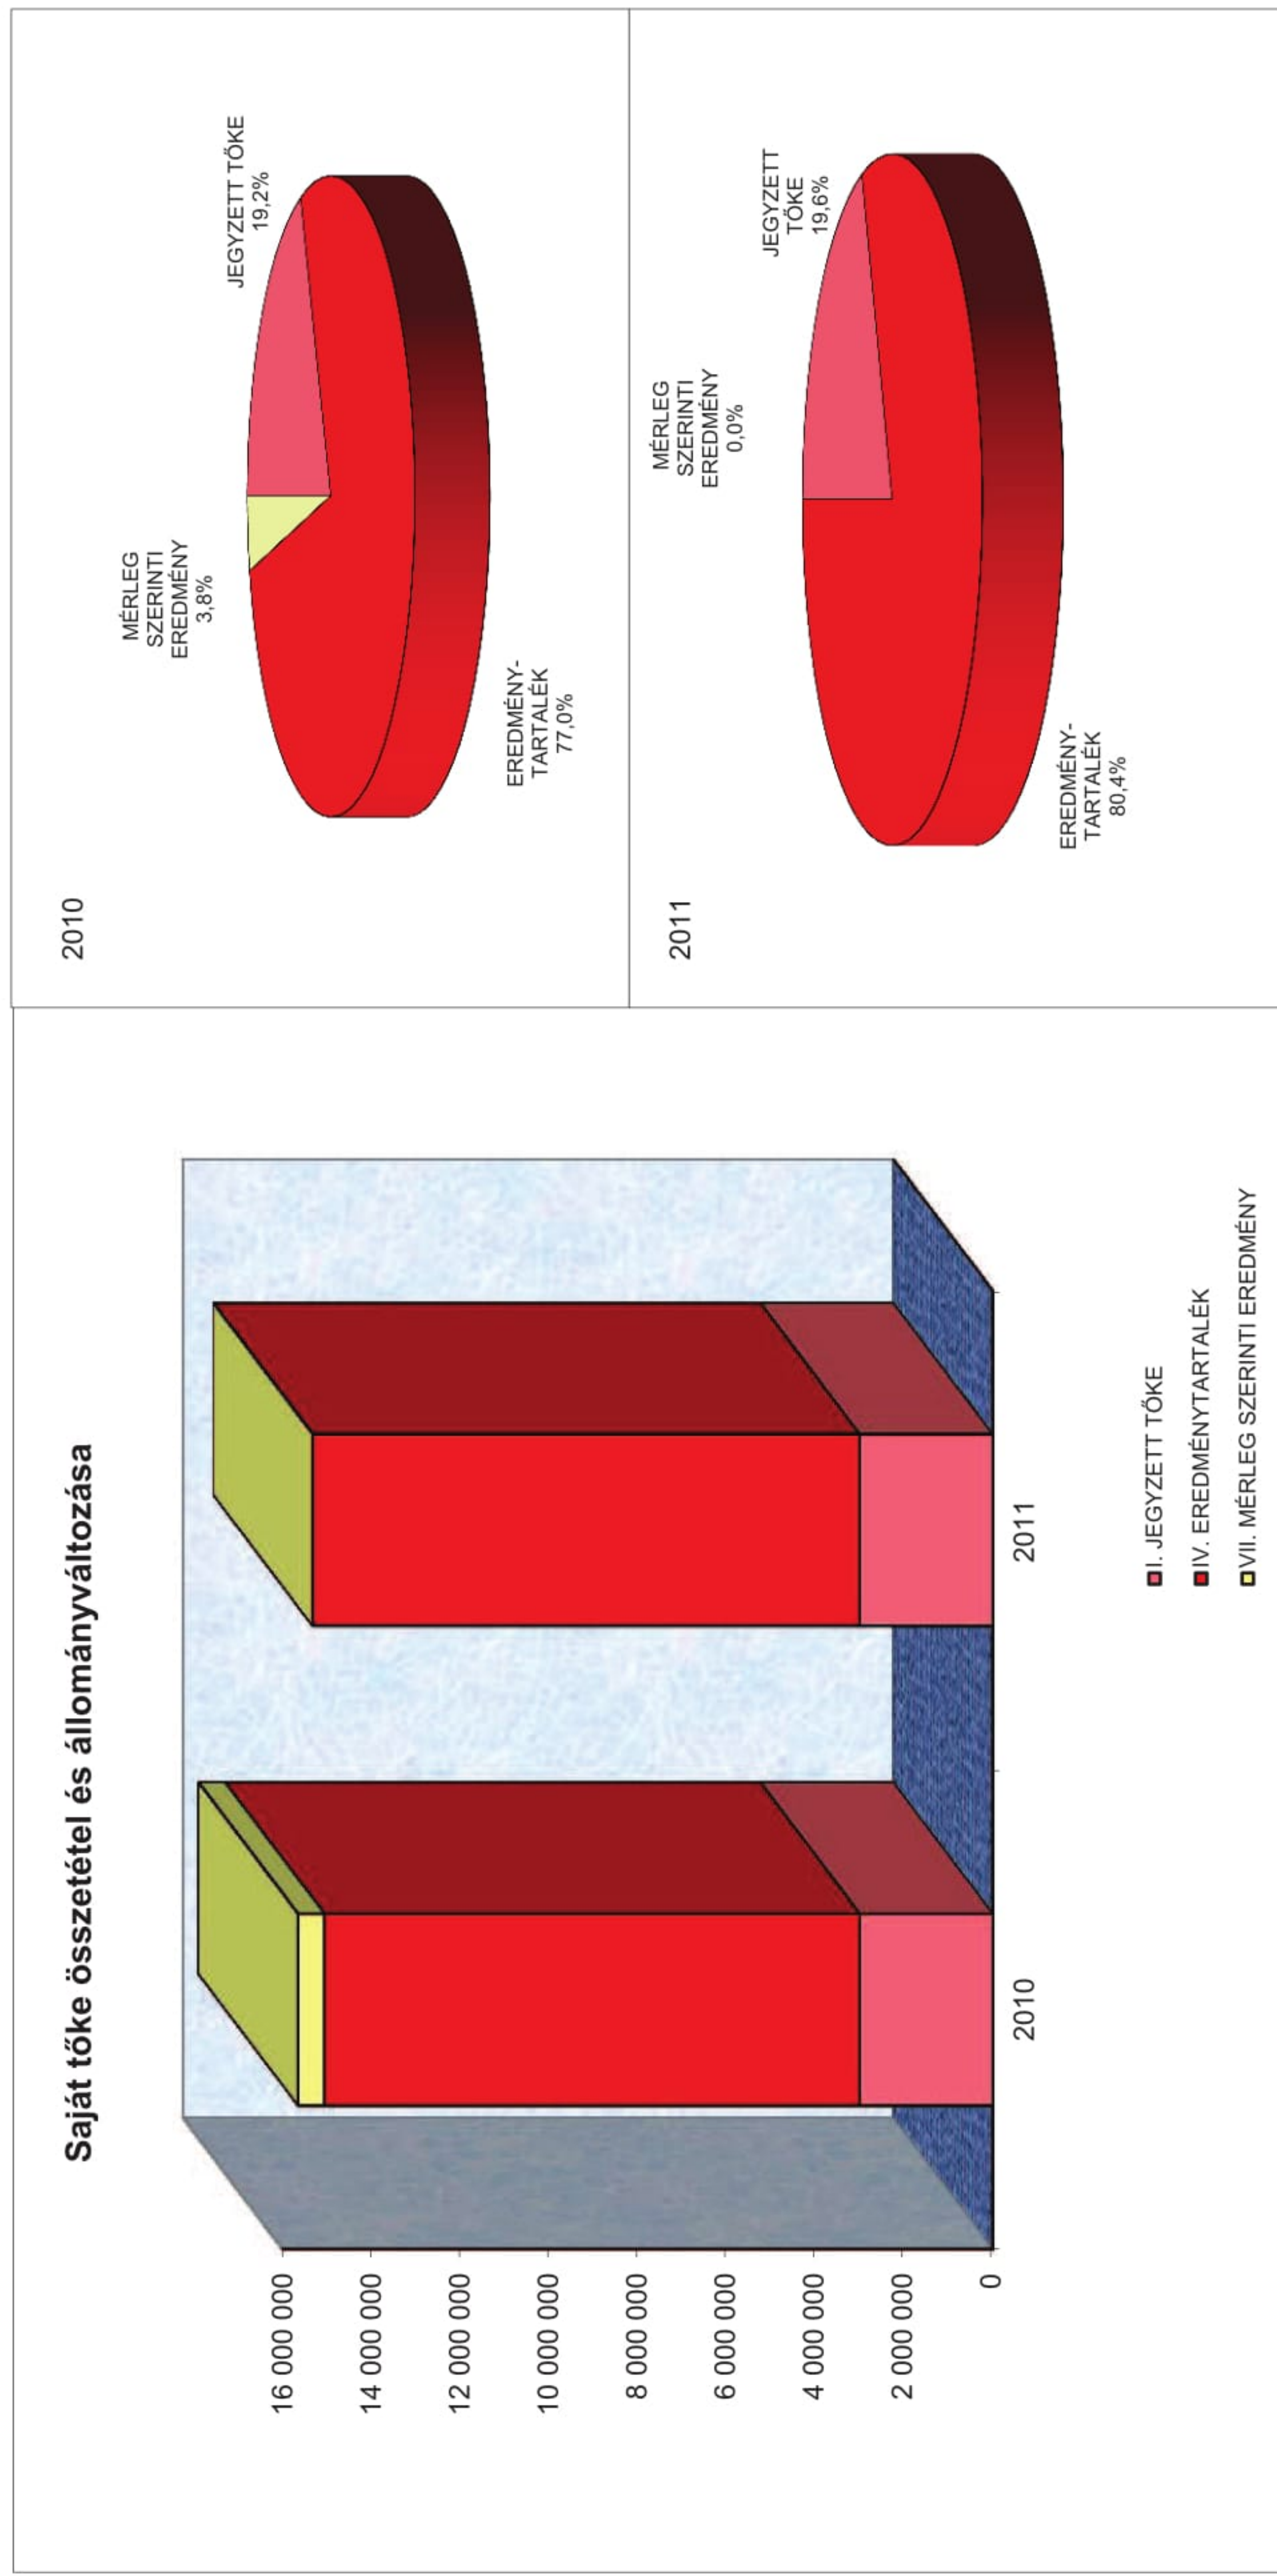 Saját tőke összetétel és állományváltozása
16 000 000
14 000 000
12 000 000
10 000 000
8 000 000
6 000 000
4 000 000
2 000 000
0
2010
2011
I. JEGYZETT TŐKE
IV. EREDMÉNYTARTALÉK
VII. MÉRLEG SZERINTI EREDMÉNY
2010
MÉRLEG
SZERINTI
EREDMÉNY
3,8%
JEGYZETT TŐKE
19,2%
EREDMÉNY-
TARTALÉK
77,0%
2011
MÉRLEG
SZERINTI
EREDMÉNY
0,0%
JEGYZETT
TŐKE
19,6%
EREDMÉNY-
TARTALÉK
80,4%